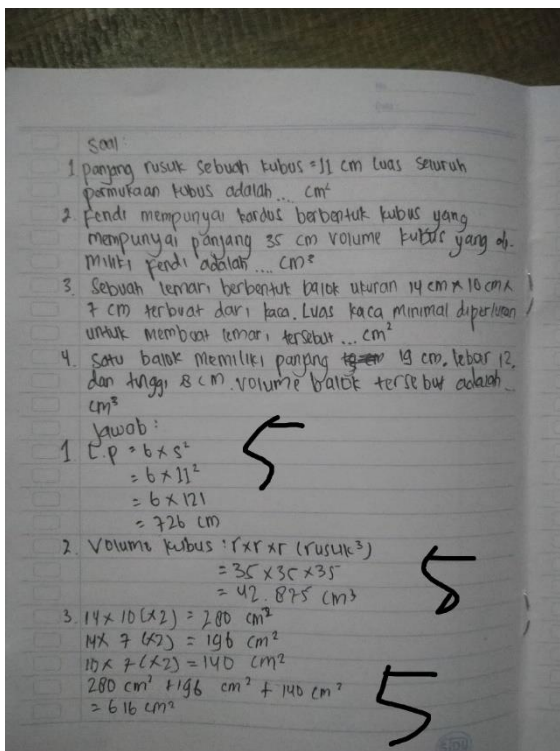 Soal:
1 panjang rusuk sebuah kubus = 11 cm luas seluruh
permukaan kubus adalah .... cm²
2. Fendi mempunyai kardus berbentuk kubus yang
mempunyai panjang 35 cm volume kubus yang di-
miliki Fendi adalah .... cm³
3. Sebuah lemari berbentuk balok ukuran 14 cm x 10 cm x
7 cm terbuat dari kaca. Luas kaca minimal diperlukan
untuk membuat lemari tersebut ... cm²
4. Satu balok memiliki panjang 19 cm, lebar 12,
dan tinggi 8 cm. volume balok tersebut adalah ...
cm³
Jawab:
1 L.p = 6 x s²
= 6 x 11²
= 6 x 121
= 726 cm
5
2. Volume kubus : r x r x r (rusuk³)
= 35 x 35 x 35
= 42.875 cm³
5
3. 14 x 10 (x2) = 280 cm²
14 x 7 (x2) = 196 cm²
10 x 7 (x2) = 140 cm²
280 cm² + 196 cm² + 140 cm²
= 616 cm²
5